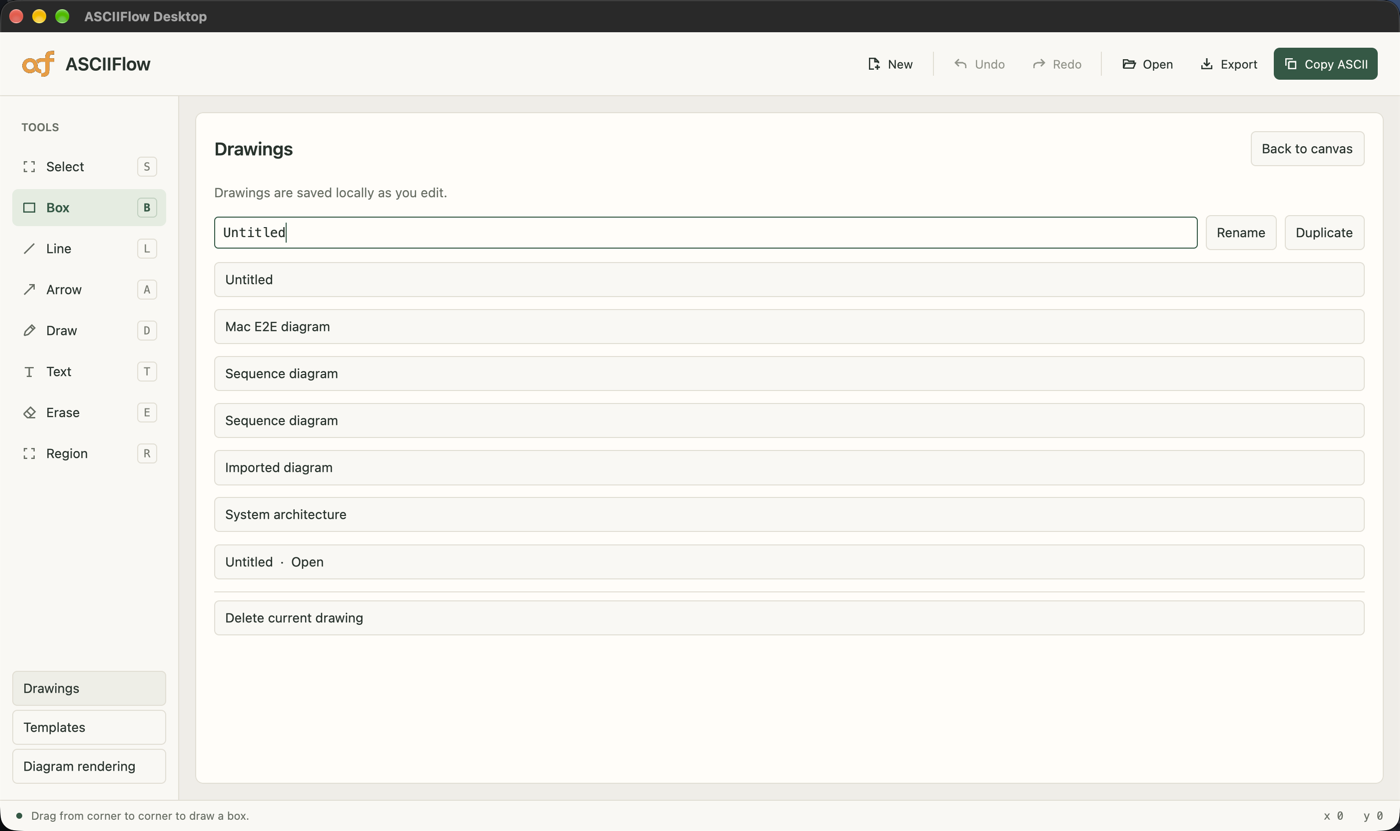 ASCIIFlow Desktop
ASCIIFlow
New
Undo
Redo
Open
Export
Copy ASCII
TOOLS
Select S
Box B
Line L
Arrow A
Draw D
Text T
Erase E
Region R
Drawings
Templates
Diagram rendering
Drawings
Back to canvas
Drawings are saved locally as you edit.
Untitled
Rename
Duplicate
Untitled
Mac E2E diagram
Sequence diagram
Sequence diagram
Imported diagram
System architecture
Untitled · Open
Delete current drawing
Drag from corner to corner to draw a box.
x 0 y 0